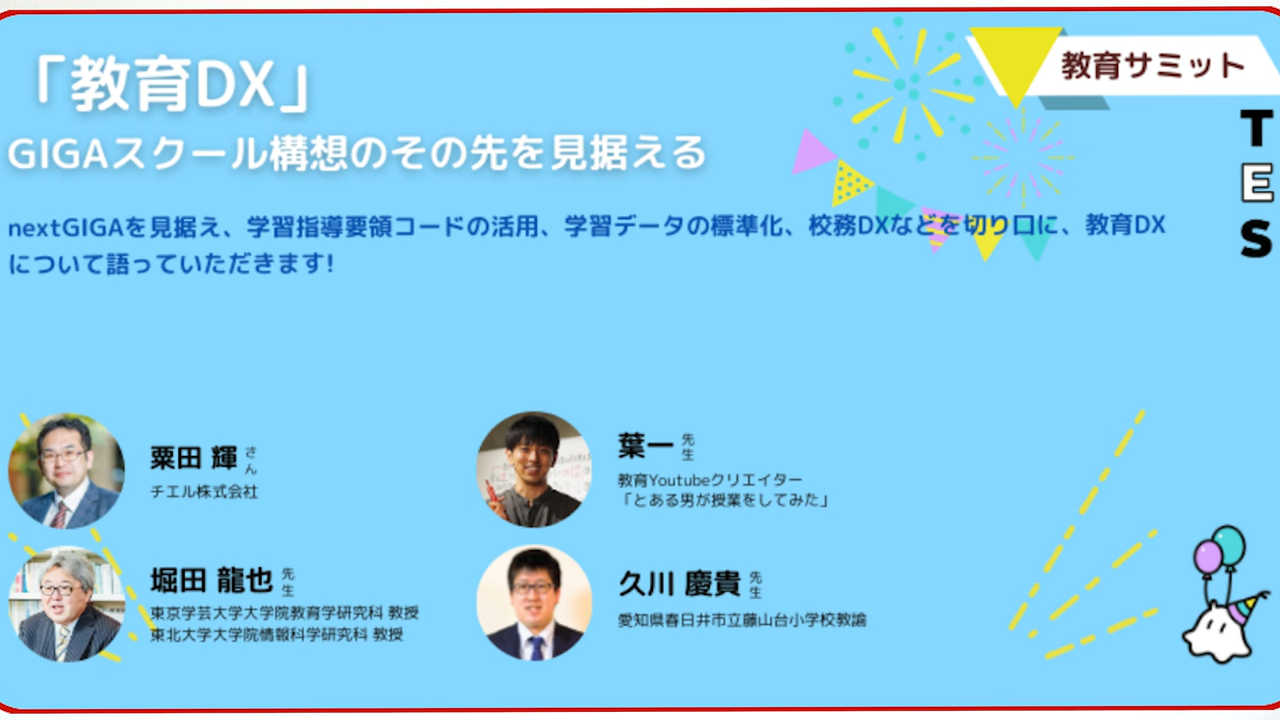 「教育DX」
GIGAスクール構想のその先を見据える
教育サミット
TES
nextGIGAを見据え、学習指導要領コードの活用、学習データの標準化、校務DXなどを切り口に、教育DX
について語っていただきます!
粟田 輝 さん
チエル株式会社
葉一 先生
教育Youtubeクリエイター
「とある男が授業をしてみた」
堀田 龍也 先生
東京学芸大学大学院教育学研究科 教授
東北大学大学院情報科学研究科 教授
久川 慶貴 先生
愛知県春日井市立藤山台小学校教諭